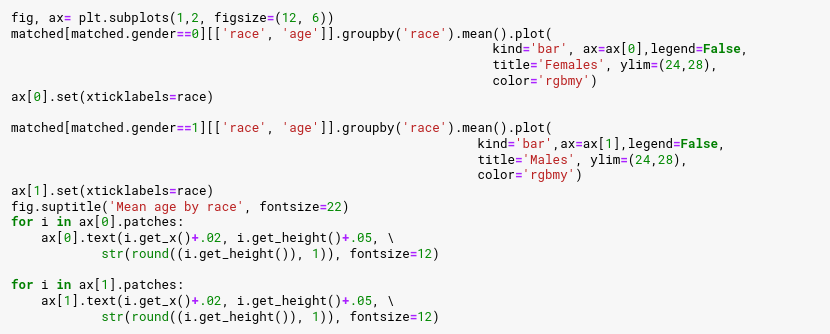 fig, ax= plt.subplots(1,2, figsize=(12, 6))
matched[matched.gender==0][['race', 'age']].groupby('race').mean().plot(
                                                                kind='bar', ax=ax[0],legend=False,
                                                                title='Females', ylim=(24,28),
                                                                color='rgbmy')
ax[0].set(xticklabels=race)

matched[matched.gender==1][['race', 'age']].groupby('race').mean().plot(
                                                              kind='bar',ax=ax[1],legend=False,
                                                              title='Males', ylim=(24,28),
                                                              color='rgbmy')
ax[1].set(xticklabels=race)
fig.suptitle('Mean age by race', fontsize=22)
for i in ax[0].patches:
    ax[0].text(i.get_x()+.02, i.get_height()+.05, \
            str(round((i.get_height()), 1)), fontsize=12)

for i in ax[1].patches:
    ax[1].text(i.get_x()+.02, i.get_height()+.05, \
            str(round((i.get_height()), 1)), fontsize=12)